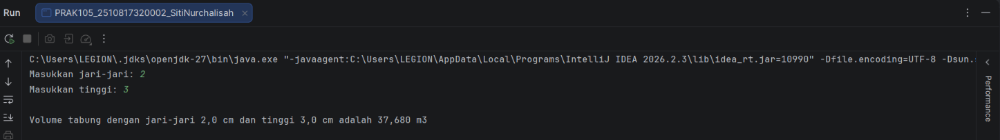 Run PRAK105_2510817320002_SitiNurchalisah
C:\Users\LEGION\.jdks\openjdk-27\bin\java.exe "-javaagent:C:\Users\LEGION\AppData\Local\Programs\IntelliJ IDEA 2026.2.3\lib\idea_rt.jar=10990" -Dfile.encoding=UTF-8 -Dsun.
Masukkan jari-jari: 2
Masukkan tinggi: 3
Volume tabung dengan jari-jari 2,0 cm dan tinggi 3,0 cm adalah 37,680 m3
Performance